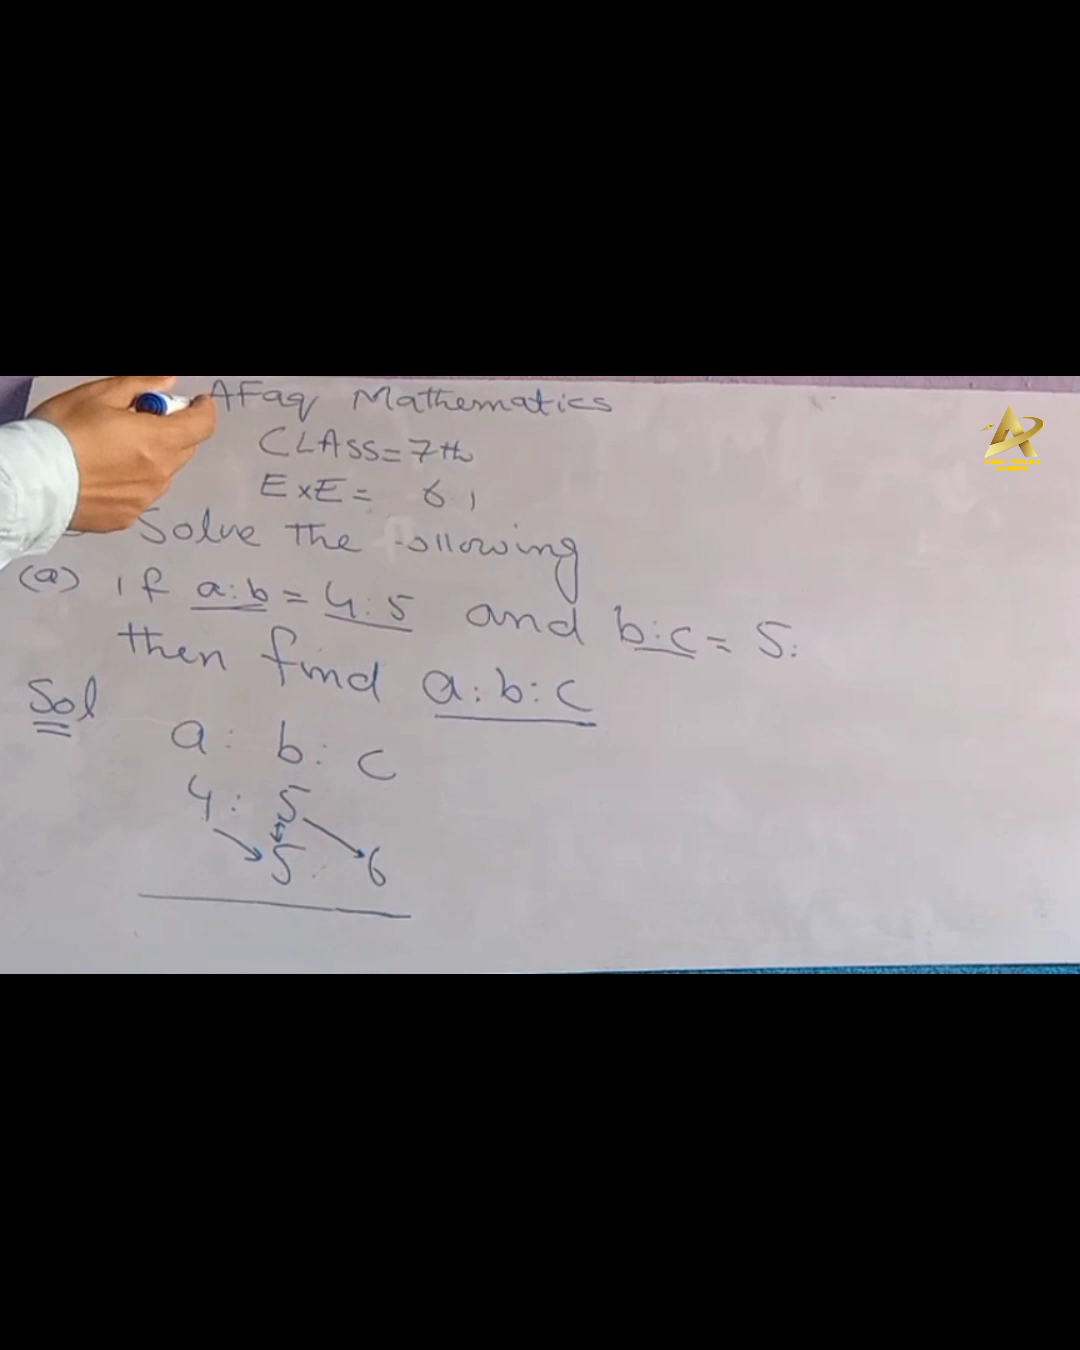 AFaq Mathematics
CLASS=7th
ExE= 6.1
Solve the following
(a) if a:b = 4:5 and b:c = 5:
then find a:b:c
Sol
a: b: c
4: 5
5: 6